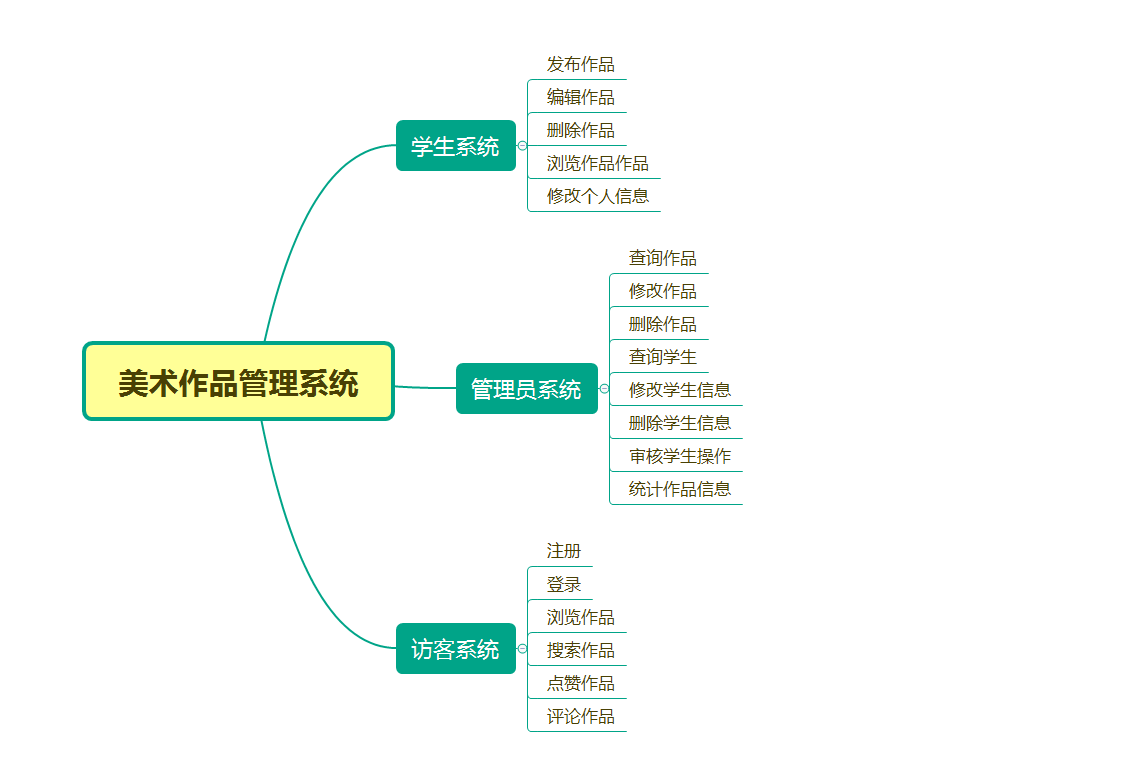 美术作品管理系统
学生系统
发布作品
编辑作品
删除作品
浏览作品作品
修改个人信息
管理员系统
查询作品
修改作品
删除作品
查询学生
修改学生信息
删除学生信息
审核学生操作
统计作品信息
访客系统
注册
登录
浏览作品
搜索作品
点赞作品
评论作品